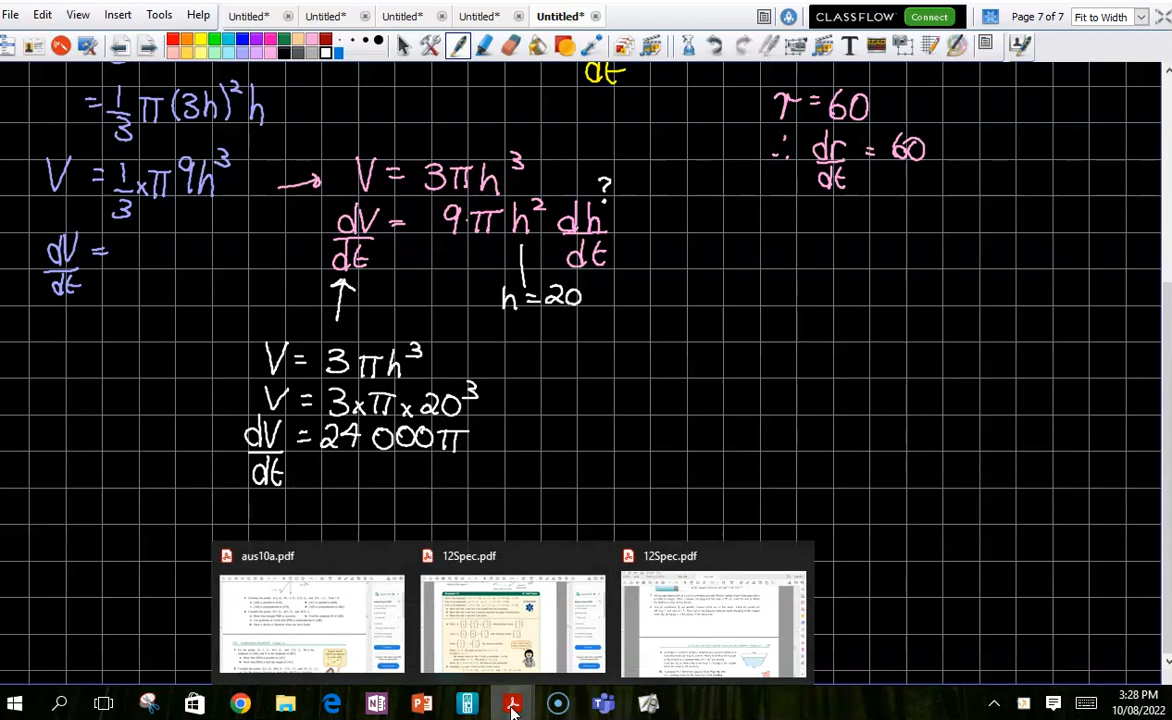 File Edit View Insert Tools Help
Untitled* Untitled* Untitled* Untitled* Untitled*
CLASSFLOW Connect
Page 7 of 7
Fit to Width
dt
= 1/3 π (3h)² h
V = 1/3 × π 9h³
dV/dt =
→ V = 3πh³
?
dV/dt = 9·πh² dh/dt
h = 20
V = 3πh³
V = 3×π×20³
dV/dt = 24 000π
r = 60
∴ dr/dt = 60
aus10a.pdf
12Spec.pdf
12Spec.pdf
3:28 PM
10/08/2022